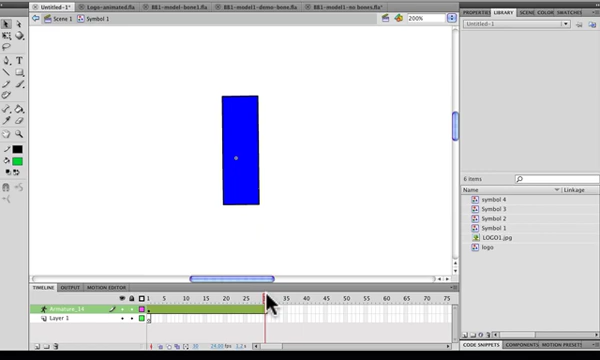 Untitled-1* Logo-animated.fla BB1-model-bone1.fla BB1-model1-demo-bone.fla BB1-model1-no bones.fla*
Scene 1 Symbol 1 200%
PROPERTIES LIBRARY SCENE COLOR SWATCHES
Untitled-1
6 items
Name Linkage
symbol 4
Symbol 3
Symbol 2
Symbol 1
LOGO1.jpg
logo
TIMELINE OUTPUT MOTION EDITOR
1 5 10 15 20 25 35 40 45 50 55 60 65 70 75
Armature_14
Layer 1
30 24.00 fps 1.2 s
CODE SNIPPETS COMPONENTS MOTION PRESETS